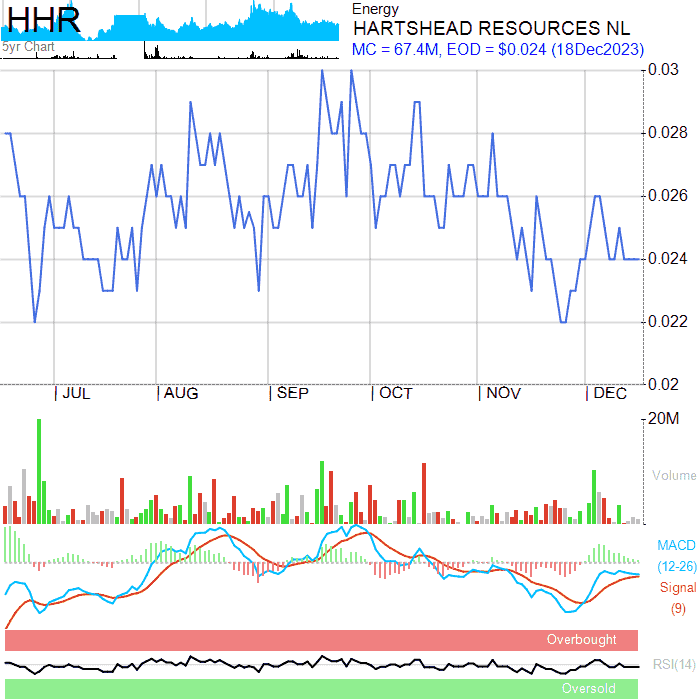 HHR
5yr Chart
Energy
HARTSHEAD RESOURCES NL
MC = 67.4M, EOD = $0.024 (18Dec2023)
0.03
0.028
0.026
0.024
0.022
0.02
JUL AUG SEP OCT NOV DEC
20M
Volume
MACD
(12-26)
Signal
(9)
Overbought
RSI(14)
Oversold